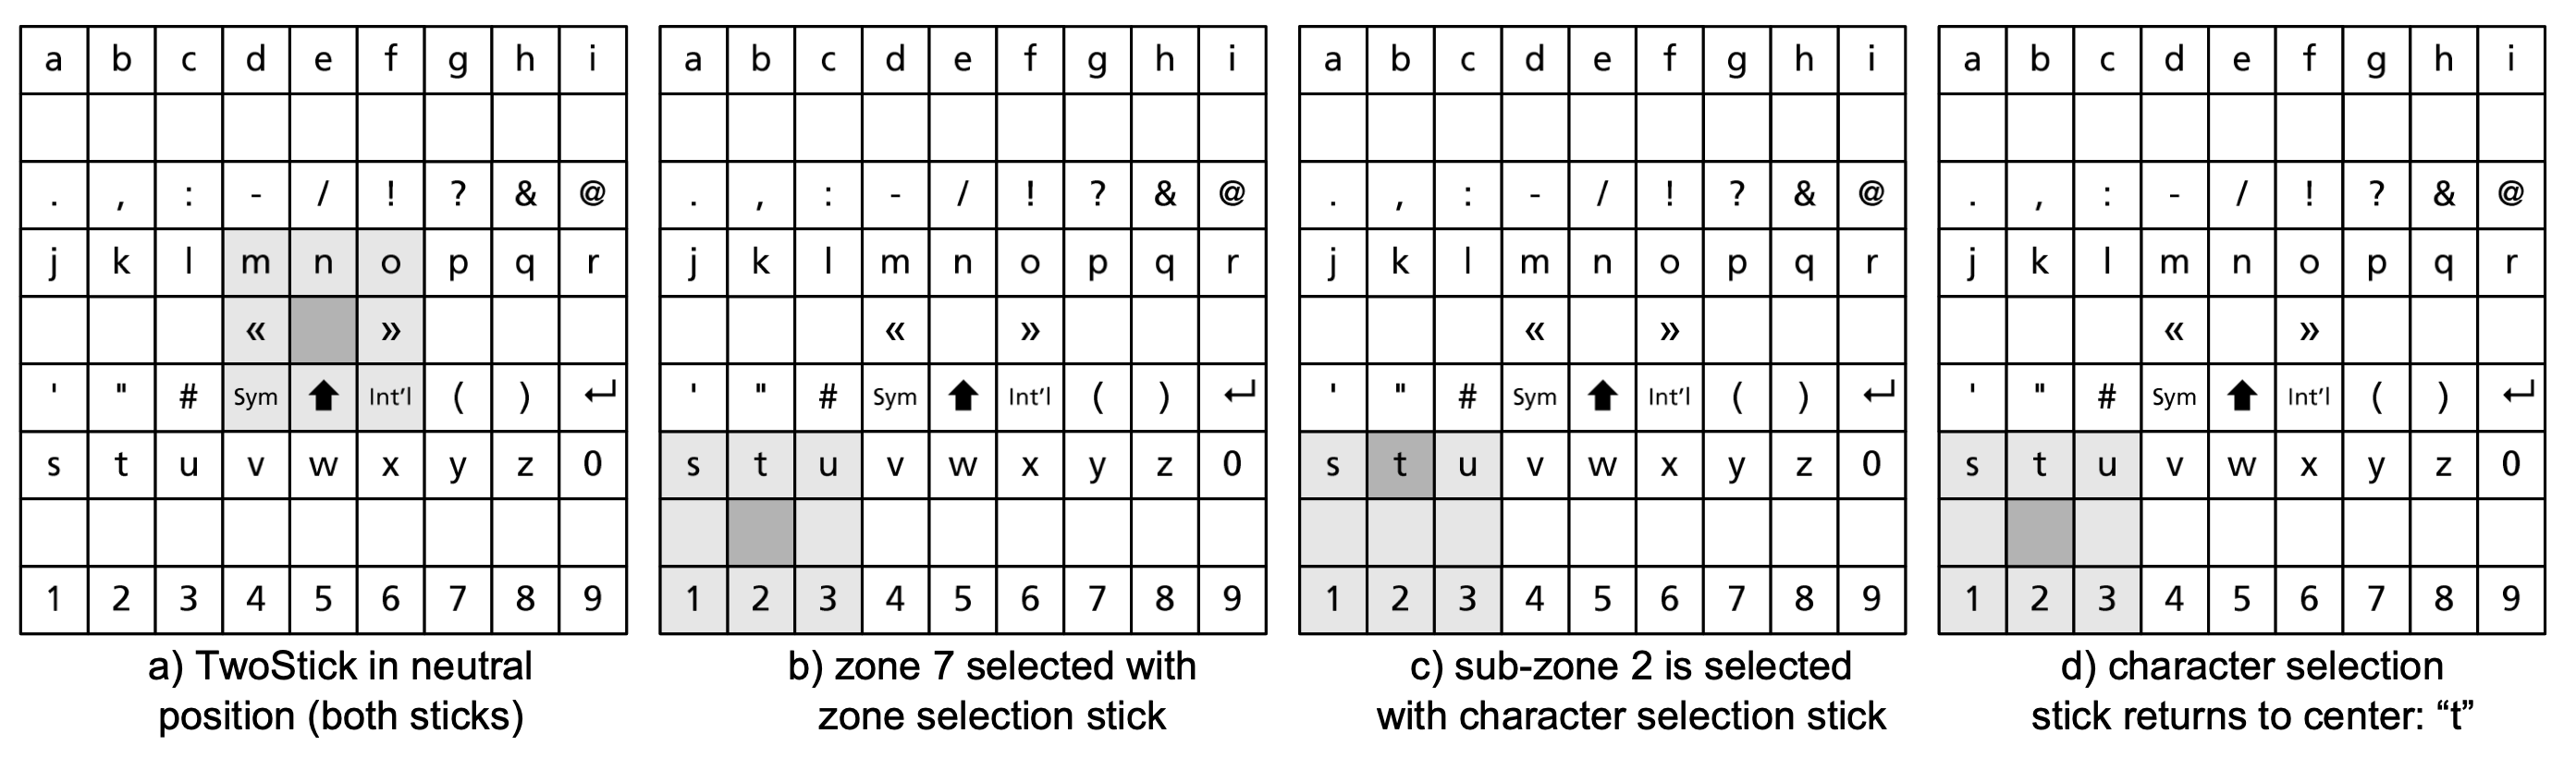 a b c d e f g h i a b c d e f g h i a b c d e f g h i a b c d e f g h i
. , : - / ! ? & @ . , : - / ! ? & @ . , : - / ! ? & @ . , : - / ! ? & @
j k l m n o p q r j k l m n o p q r j k l m n o p q r j k l m n o p q r
« » « » « » « »
' " # Sym ⬆ Int'l ( ) ↵ ' " # Sym ⬆ Int'l ( ) ↵ ' " # Sym ⬆ Int'l ( ) ↵ ' " # Sym ⬆ Int'l ( ) ↵
s t u v w x y z 0 s t u v w x y z 0 s t u v w x y z 0 s t u v w x y z 0
1 2 3 4 5 6 7 8 9 1 2 3 4 5 6 7 8 9 1 2 3 4 5 6 7 8 9 1 2 3 4 5 6 7 8 9
a) TwoStick in neutral
position (both sticks)
b) zone 7 selected with
zone selection stick
c) sub-zone 2 is selected
with character selection stick
d) character selection
stick returns to center: “t”